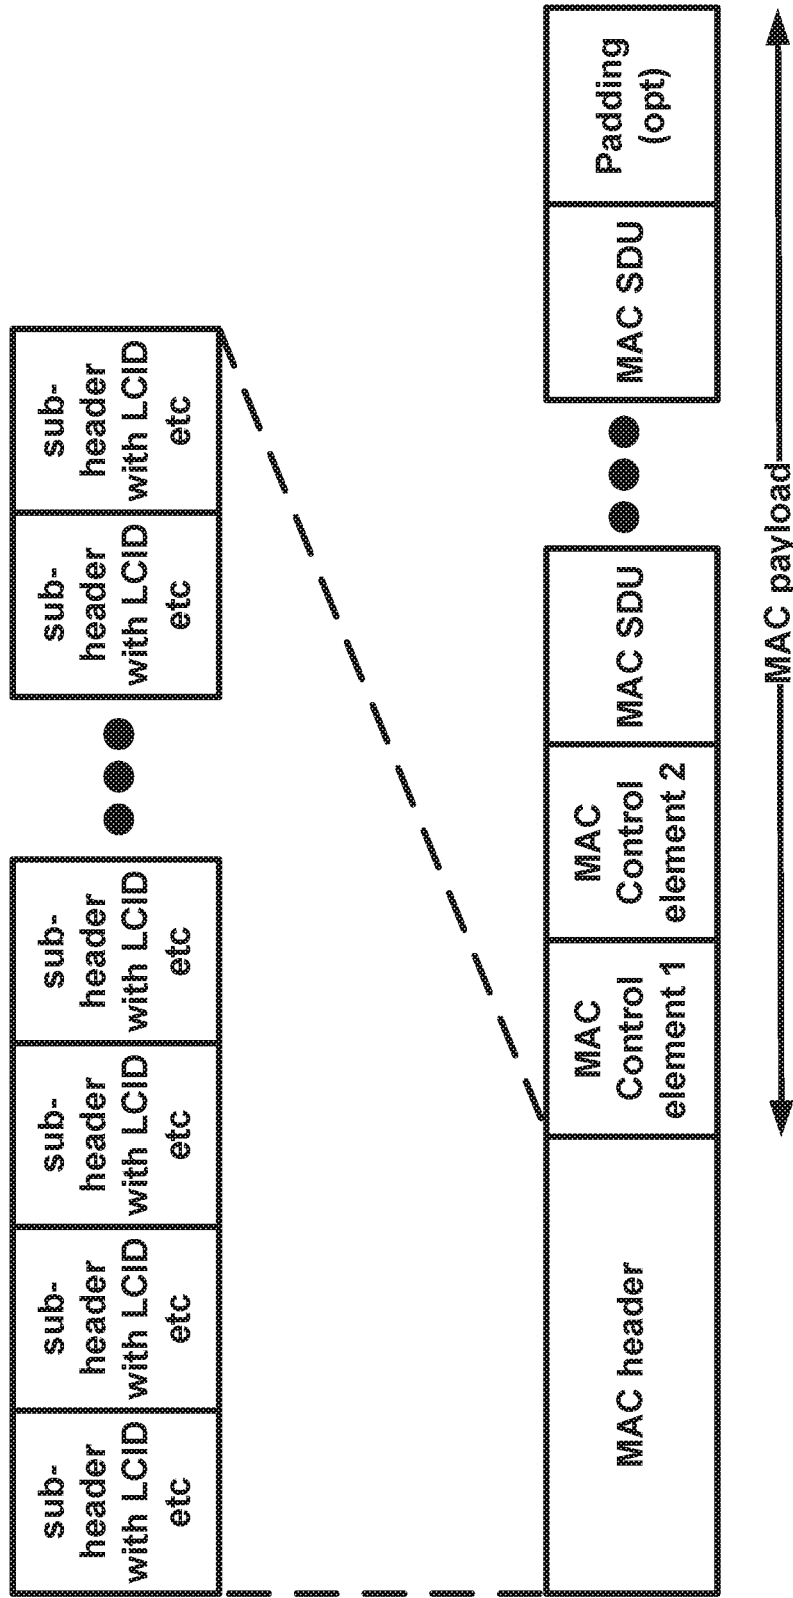 sub-
header
with LCID
etc
sub-
header
with LCID
etc
sub-
header
with LCID
etc
sub-
header
with LCID
etc
sub-
header
with LCID
etc
sub-
header
with LCID
etc
MAC header
MAC
Control
element 1
MAC
Control
element 2
MAC SDU
MAC SDU
Padding
(opt)
MAC payload